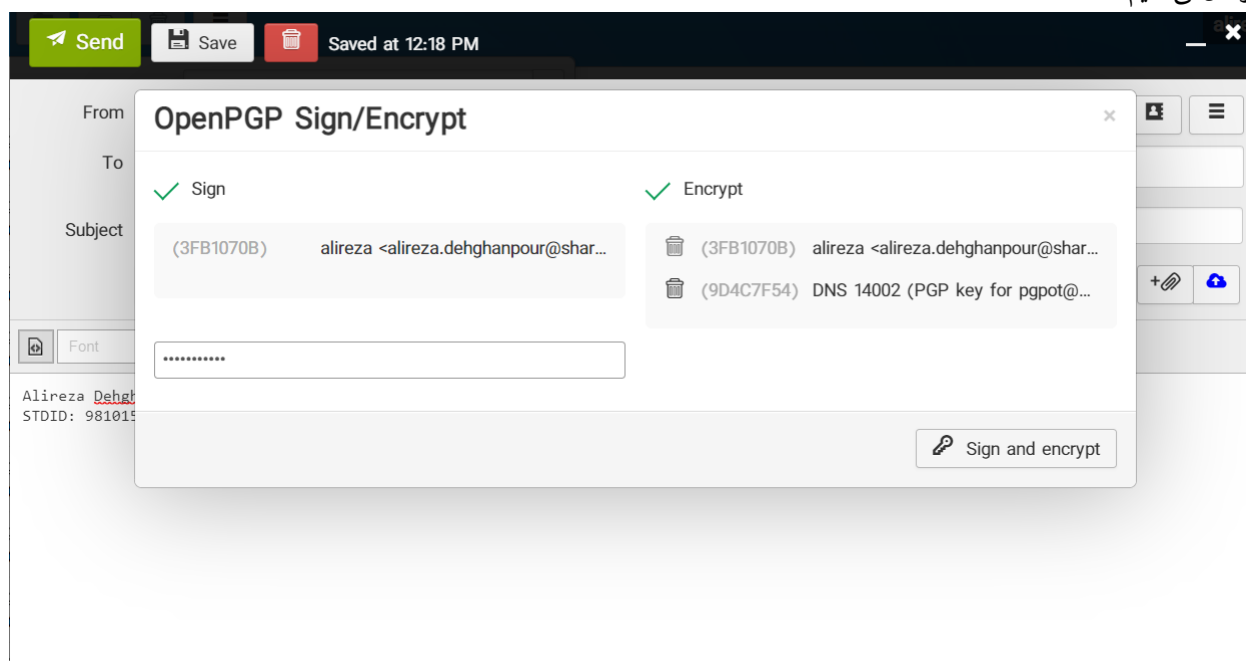 Send Save Saved at 12:18 PM
From
To
Subject
OpenPGP Sign/Encrypt
Sign
(3FB1070B) alireza <alireza.dehghanpour@shar...
Encrypt
(3FB1070B) alireza <alireza.dehghanpour@shar...
(9D4C7F54) DNS 14002 (PGP key for pgpot@...
•••••••••••
Sign and encrypt
Font
Alireza Dehgh
STDID: 981015